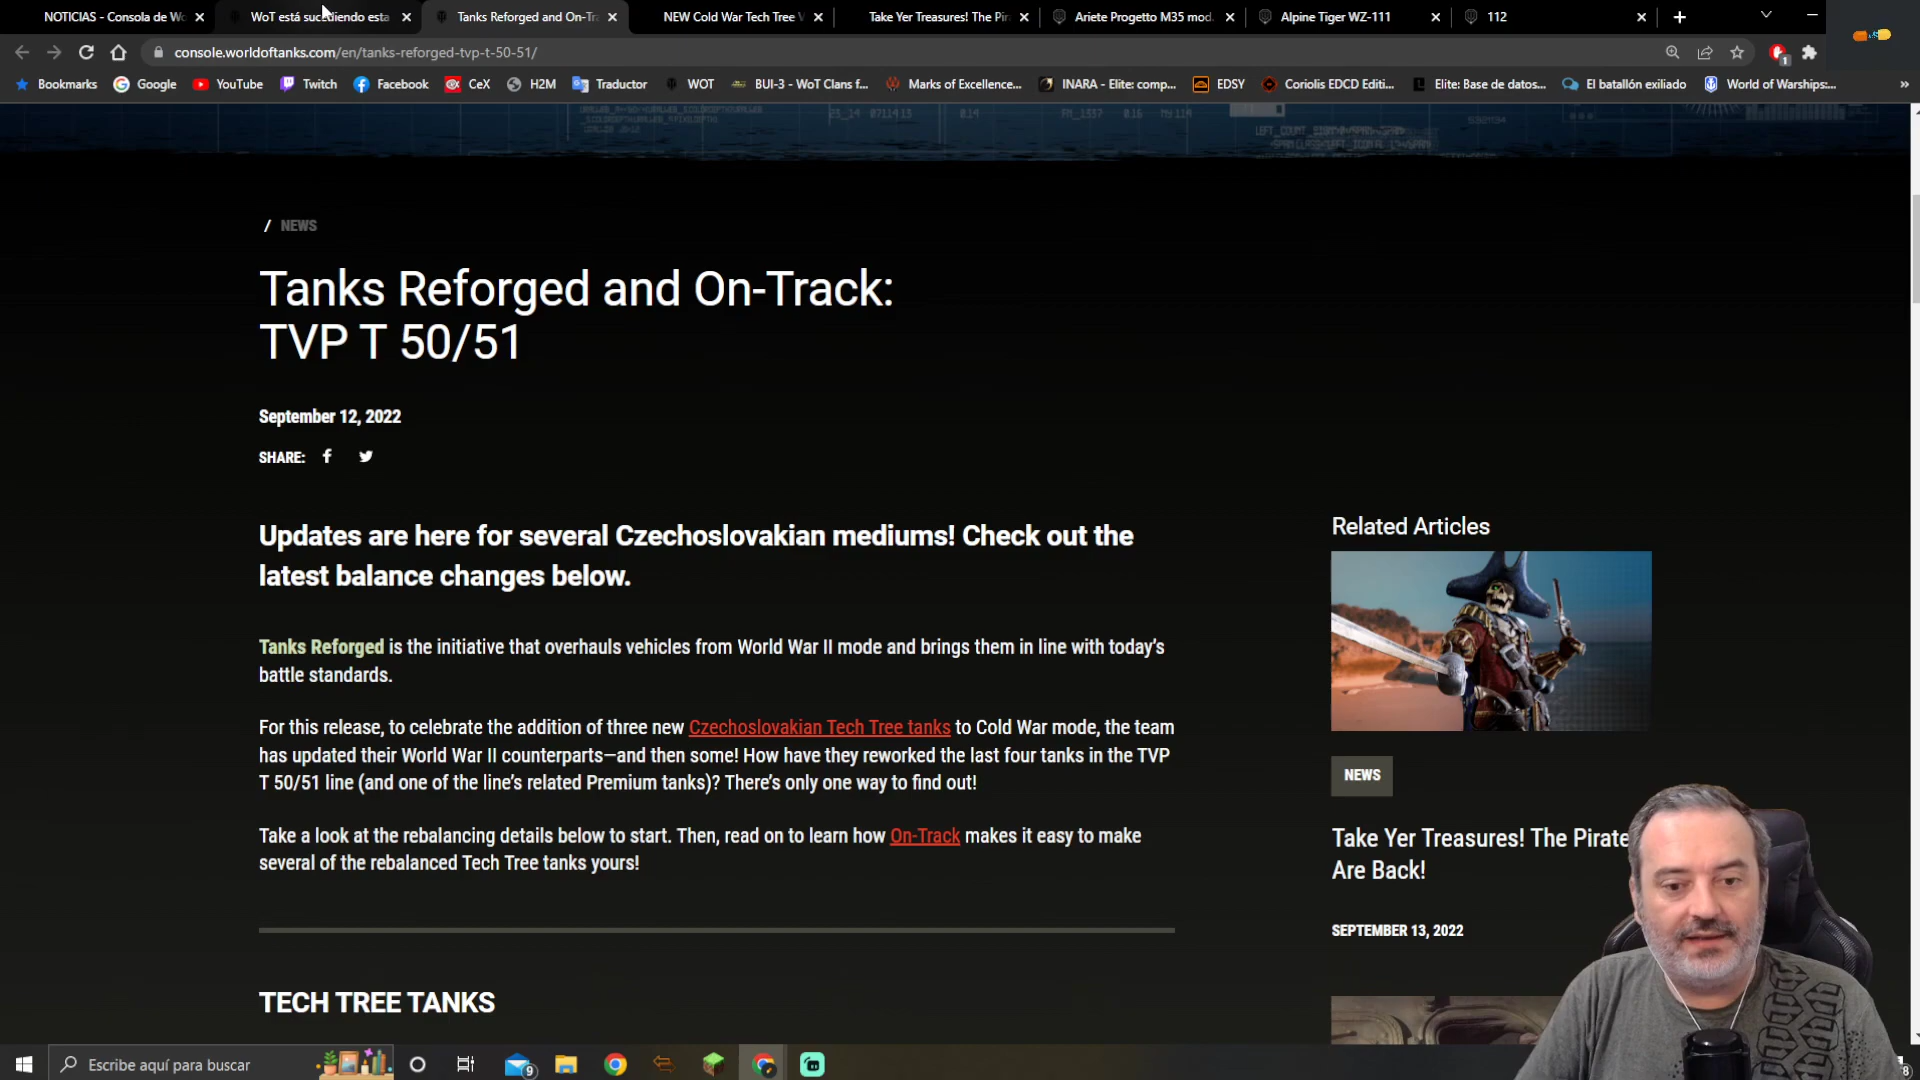 NOTICIAS - Consola de Wo
WoT está sucediendo esta
Tanks Reforged and On-Tr
NEW Cold War Tech Tree V
Take Yer Treasures! The Pir
Ariete Progetto M35 mod.
Alpine Tiger WZ-111
112
console.worldoftanks.com/en/tanks-reforged-tvp-t-50-51/
1
Bookmarks
Google
YouTube
Twitch
Facebook
CeX
H2M
Traductor
WOT
BUI-3 - WoT Clans f...
Marks of Excellence...
INARA - Elite: comp...
EDSY
Coriolis EDCD Editi...
Elite: Base de datos...
El batallón exiliado
World of Warships:...
/ NEWS
Tanks Reforged and On-Track:
TVP T 50/51
September 12, 2022
SHARE:
Updates are here for several Czechoslovakian mediums! Check out the
latest balance changes below.
Tanks Reforged is the initiative that overhauls vehicles from World War II mode and brings them in line with today's
battle standards.
For this release, to celebrate the addition of three new Czechoslovakian Tech Tree tanks to Cold War mode, the team
has updated their World War II counterparts—and then some! How have they reworked the last four tanks in the TVP
T 50/51 line (and one of the line's related Premium tanks)? There's only one way to find out!
Take a look at the rebalancing details below to start. Then, read on to learn how On-Track makes it easy to make
several of the rebalanced Tech Tree tanks yours!
TECH TREE TANKS
Related Articles
NEWS
Take Yer Treasures! The Pirate
Are Back!
SEPTEMBER 13, 2022
Escribe aquí para buscar
9
8